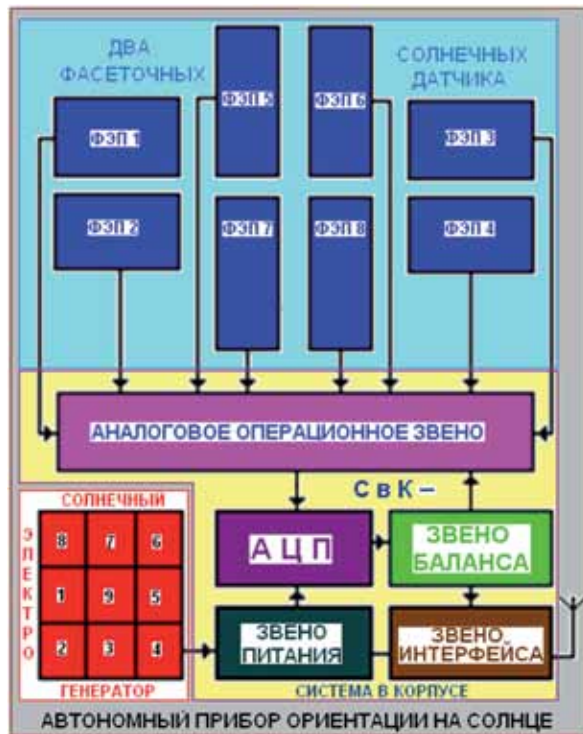 ДВА
ФАСЕТОЧНЫХ
СОЛНЕЧНЫХ
ДАТЧИКА
ФЭП 5
ФЭП 6
ФЭП 1
ФЭП 3
ФЭП 2
ФЭП 7
ФЭП 8
ФЭП 4
АНАЛОГОВОЕ ОПЕРАЦИОННОЕ ЗВЕНО
С в К –
СОЛНЕЧНЫЙ
ЭЛЕКТРО
8 7 6
1 9 5
2 3 4
ГЕНЕРАТОР
А Ц П
ЗВЕНО
БАЛАНСА
ЗВЕНО
ПИТАНИЯ
ЗВЕНО
ИНТЕРФЕЙСА
СИСТЕМА В КОРПУСЕ
АВТОНОМНЫЙ ПРИБОР ОРИЕНТАЦИИ НА СОЛНЦЕ